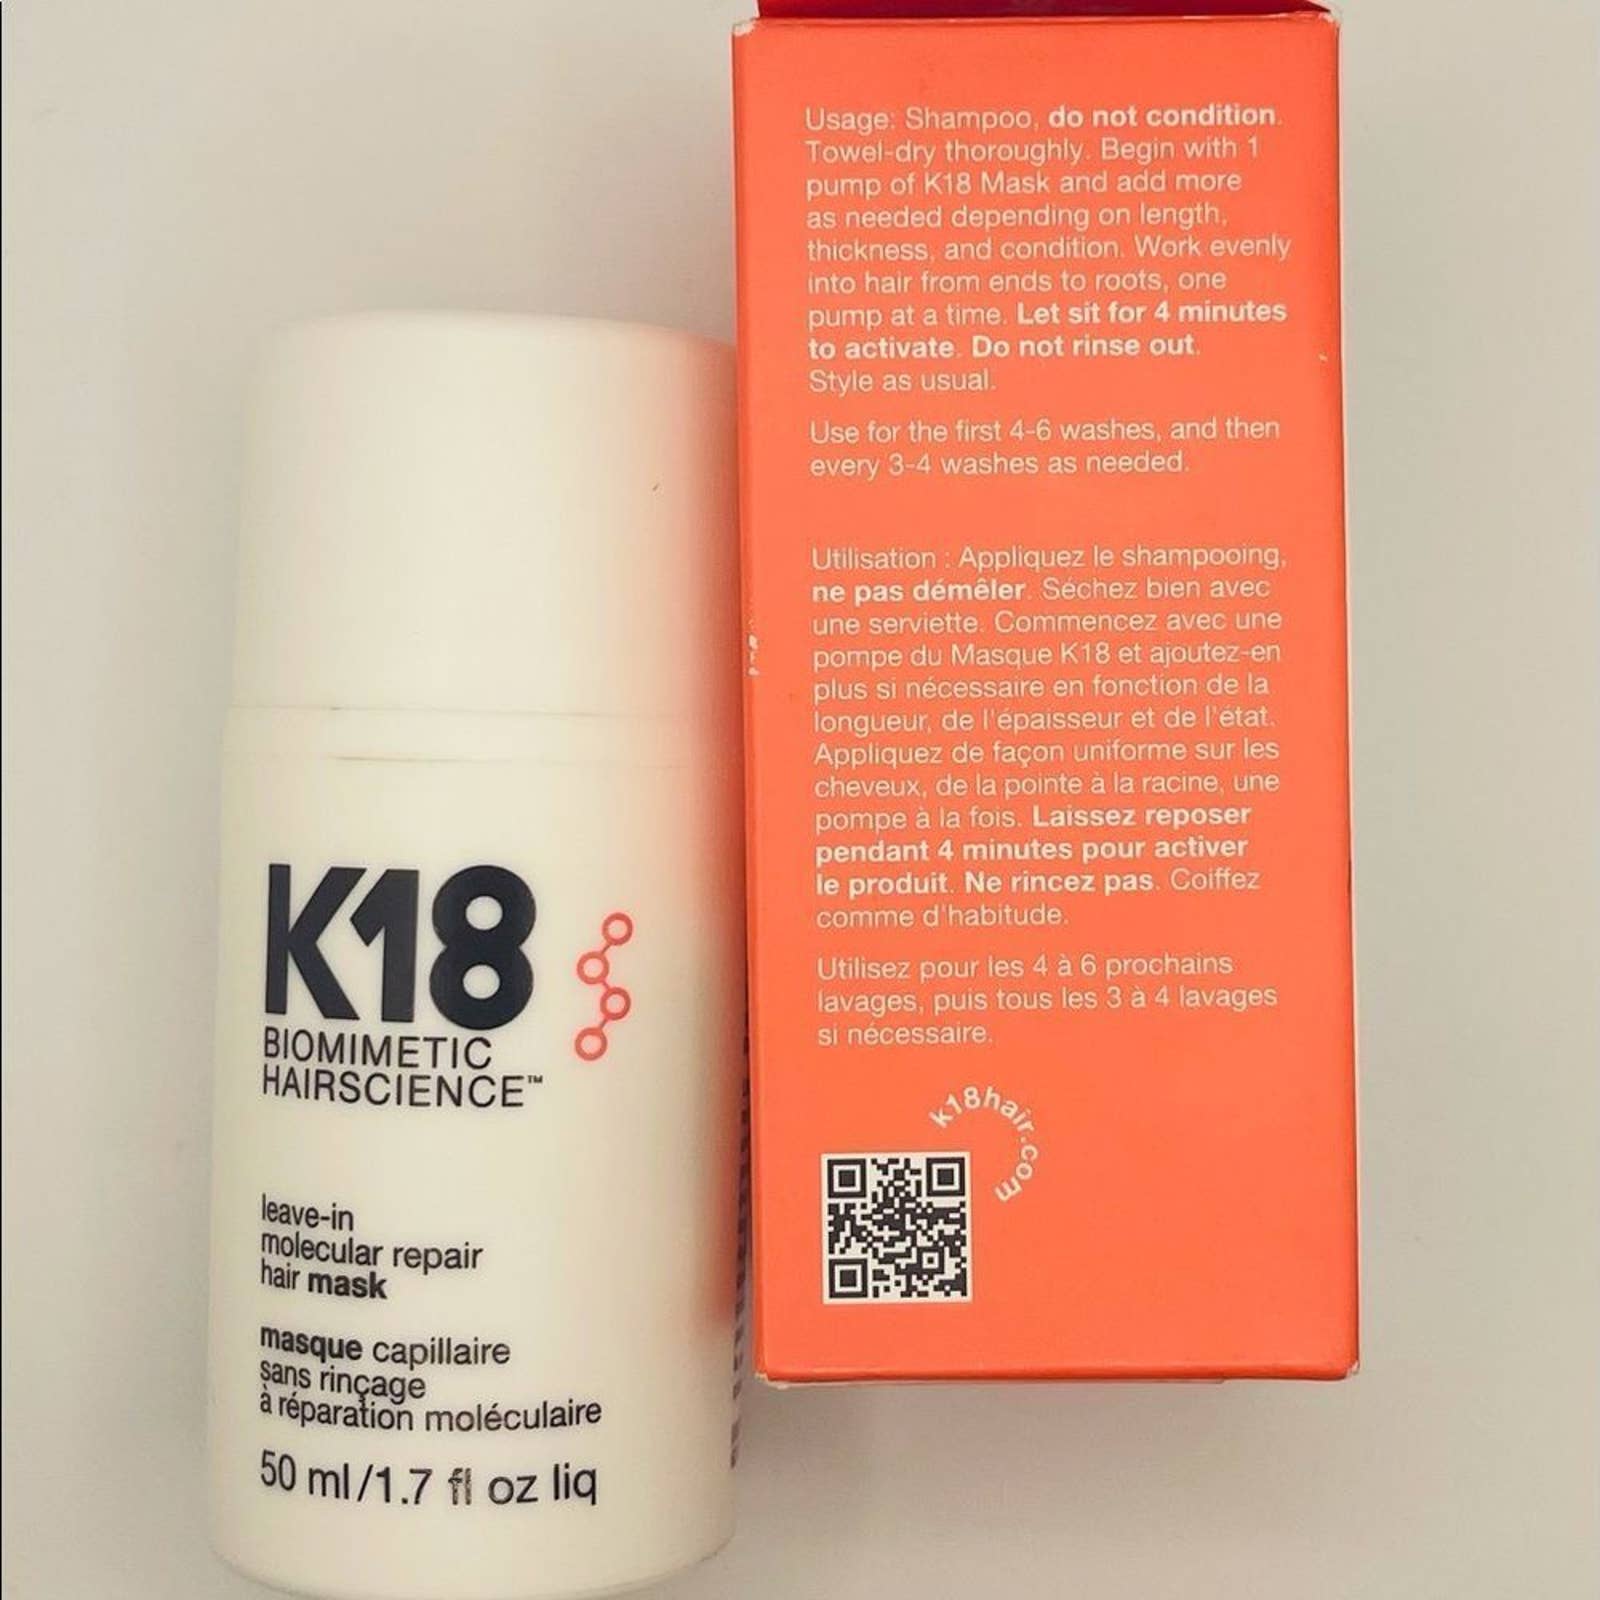 K18
BIOMIMETIC
HAIRSCIENCE™
leave-in
molecular repair
hair mask
masque capillaire
sans rinçage
à réparation moléculaire
50 ml/1.7 fl oz liq
Usage: Shampoo, do not condition.
Towel-dry thoroughly. Begin with 1
pump of K18 Mask and add more
as needed depending on length,
thickness, and condition. Work evenly
into hair from ends to roots, one
pump at a time. Let sit for 4 minutes
to activate. Do not rinse out.
Style as usual.
Use for the first 4-6 washes, and then
every 3-4 washes as needed.
Utilisation : Appliquez le shampooing,
ne pas démêler. Séchez bien avec
une serviette. Commencez avec une
pompe du Masque K18 et ajoutez-en
plus si nécessaire en fonction de la
longueur, de l'épaisseur et de l'état.
Appliquez de façon uniforme sur les
cheveux, de la pointe à la racine, une
pompe à la fois. Laissez reposer
pendant 4 minutes pour activer
le produit. Ne rincez pas. Coiffez
comme d'habitude.
Utilisez pour les 4 à 6 prochains
lavages, puis tous les 3 à 4 lavages
si nécessaire.
k18hair.com